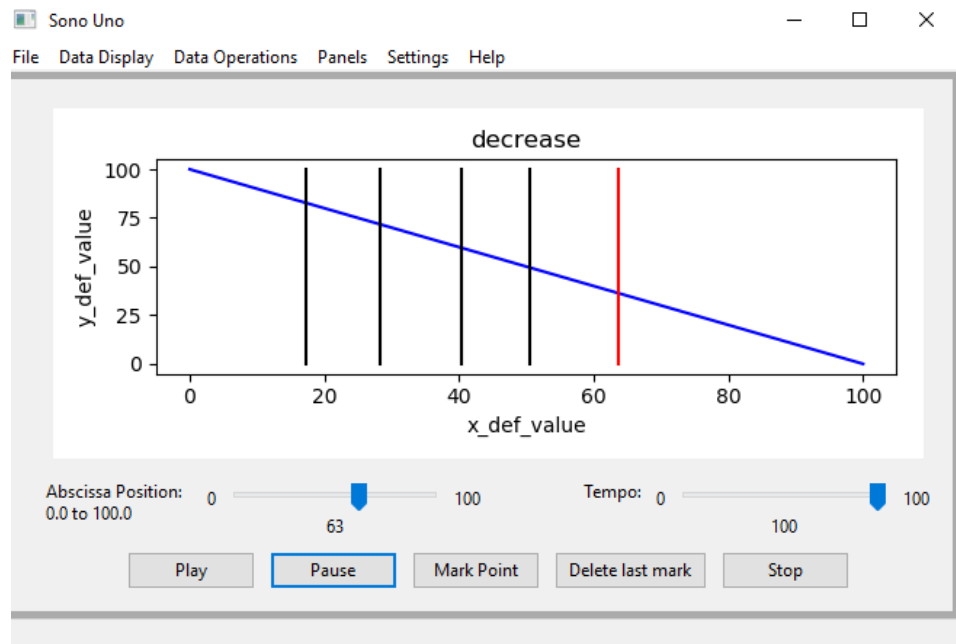 Sono Uno
File Data Display Data Operations Panels Settings Help
decrease
100
75
50
25
0
y_def_value
0 20 40 60 80 100
x_def_value
Abscissa Position: 0 100 Tempo: 0 100
0.0 to 100.0
63 100
Play Pause Mark Point Delete last mark Stop